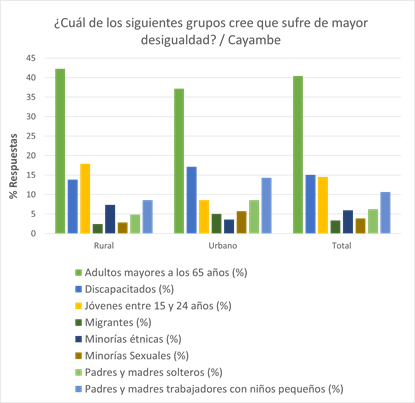 ¿Cuál de los siguientes grupos cree que sufre de mayor
desigualdad? / Cayambe
45
40
35
30
25
20
15
10
5
0
% Respuestas
Rural
Urbano
Total
Adultos mayores a los 65 años (%)
Discapacitados (%)
Jóvenes entre 15 y 24 años (%)
Migrantes (%)
Minorías étnicas (%)
Minorías Sexuales (%)
Padres y madres solteros (%)
Padres y madres trabajadores con niños pequeños (%)